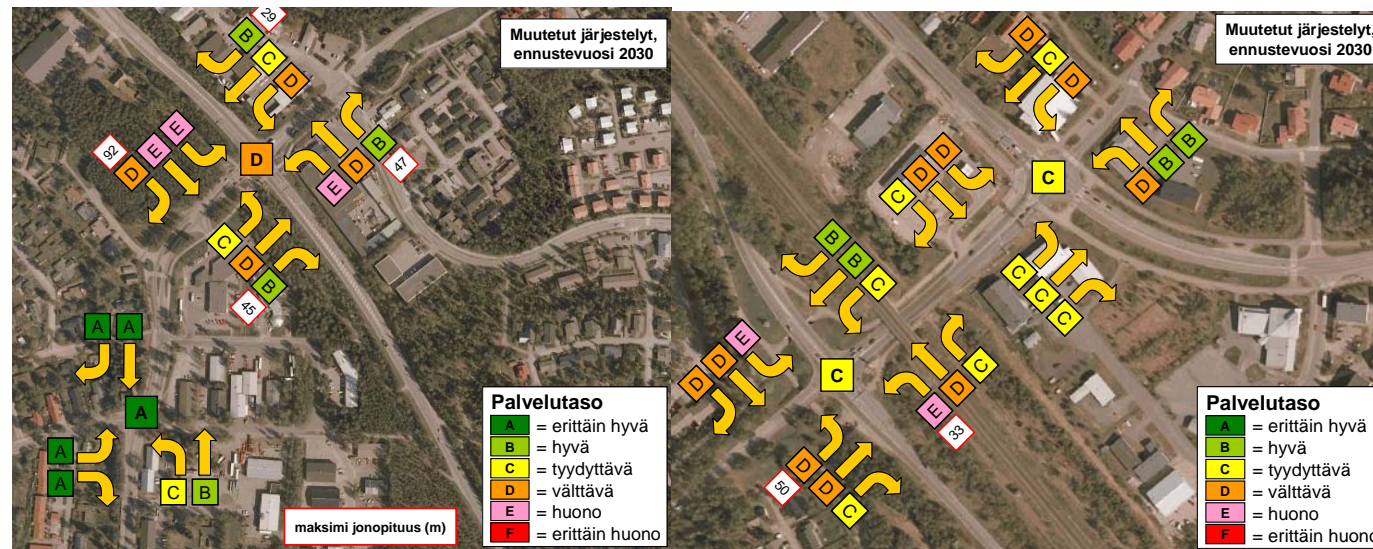 Muutetut järjestelyt,
ennustevuosi 2030
29
B
C
D
E
D
B
47
92
D
E
E
D
C
D
B
45
A A
A
A
A
C B
maksimi jonopituus (m)
Palvelutaso
A = erittäin hyvä
B = hyvä
C = tyydyttävä
D = välttävä
E = huono
F = erittäin huono
Muutetut järjestelyt,
ennustevuosi 2030
D
C
D
D
B
B
C
D
D
C
C
C
C
B
B
C
D
D
E
C
E
D
C
33
D
D
C
50
Palvelutaso
A = erittäin hyvä
B = hyvä
C = tyydyttävä
D = välttävä
E = huono
F = erittäin huono